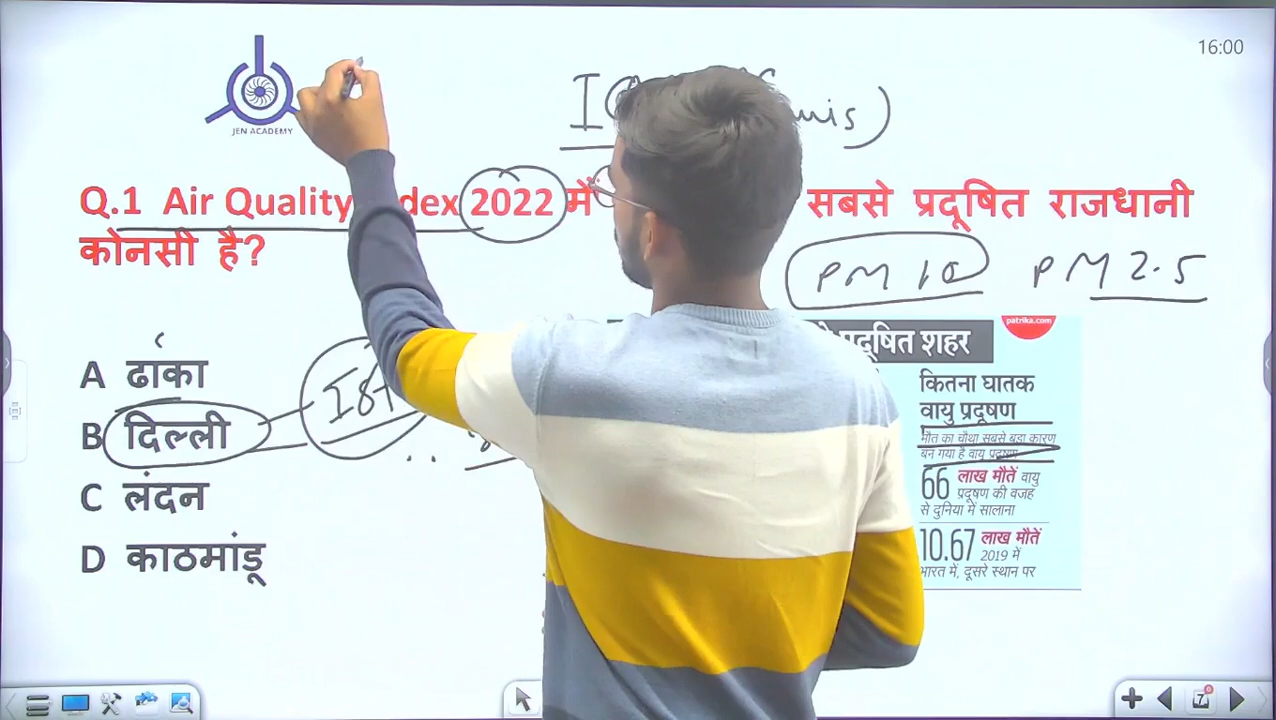 16:00
JEN ACADEMY
Q.1 Air Quality Index 2022 में सबसे प्रदूषित राजधानी
कोनसी है?
PM 10 PM 2.5
A ढांका
B दिल्ली
C लंदन
D काठमांडू
प्रदूषित शहर
patrika.com
कितना घातक
वायु प्रदूषण
मौत का चौथा सबसे बड़ा कारण
बन गया है वायु प्रदूषण
66 लाख मौतें वायु
प्रदूषण की वजह
से दुनिया में सालाना
10.67 लाख मौतें
2019 में
भारत में, दूसरे स्थान पर